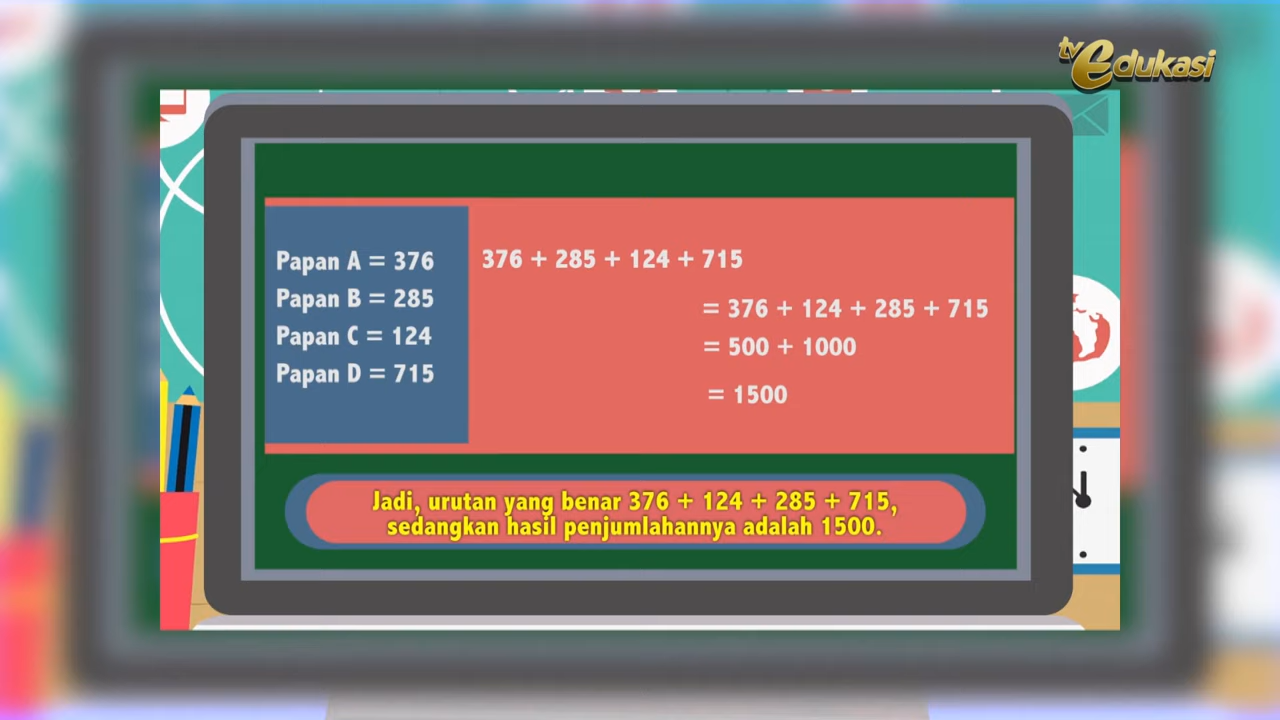 tv edukasi
Papan A = 376
Papan B = 285
Papan C = 124
Papan D = 715
376 + 285 + 124 + 715
= 376 + 124 + 285 + 715
= 500 + 1000
= 1500
Jadi, urutan yang benar 376 + 124 + 285 + 715,
sedangkan hasil penjumlahannya adalah 1500.